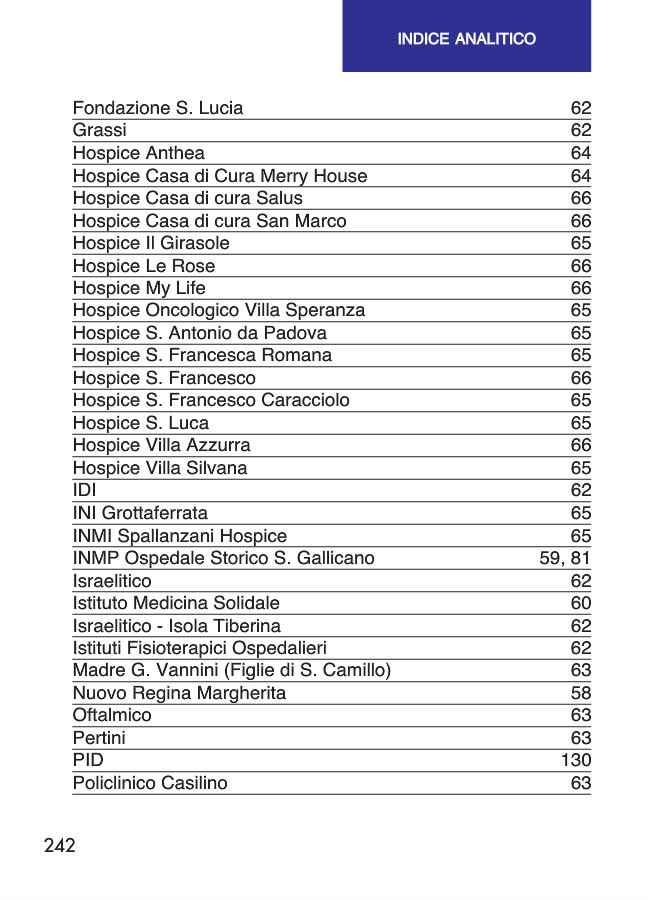 INDICE ANALITICO
Fondazione S. Lucia 62
Grassi 62
Hospice Anthea 64
Hospice Casa di Cura Merry House 64
Hospice Casa di cura Salus 66
Hospice Casa di cura San Marco 66
Hospice Il Girasole 65
Hospice Le Rose 66
Hospice My Life 66
Hospice Oncologico Villa Speranza 65
Hospice S. Antonio da Padova 65
Hospice S. Francesca Romana 65
Hospice S. Francesco 66
Hospice S. Francesco Caracciolo 65
Hospice S. Luca 65
Hospice Villa Azzurra 66
Hospice Villa Silvana 65
IDI 62
INI Grottaferrata 65
INMI Spallanzani Hospice 65
INMP Ospedale Storico S. Gallicano 59, 81
Israelitico 62
Istituto Medicina Solidale 60
Israelitico - Isola Tiberina 62
Istituti Fisioterapici Ospedalieri 62
Madre G. Vannini (Figlie di S. Camillo) 63
Nuovo Regina Margherita 58
Oftalmico 63
Pertini 63
PID 130
Policlinico Casilino 63
242